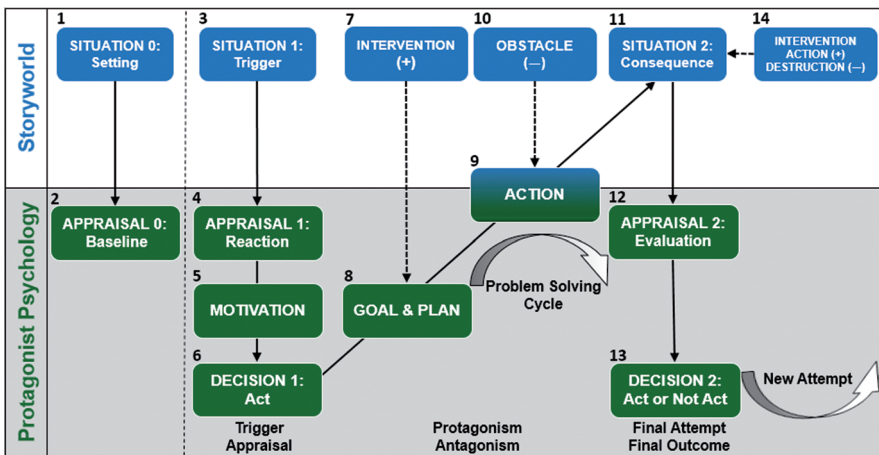 Storyworld
Protagonist Psychology
1
SITUATION 0:
Setting
2
APPRAISAL 0:
Baseline
3
SITUATION 1:
Trigger
4
APPRAISAL 1:
Reaction
5
MOTIVATION
6
DECISION 1:
Act
Trigger
Appraisal
7
INTERVENTION
(+)
8
GOAL & PLAN
9
ACTION
10
OBSTACLE
(—)
Problem Solving
Cycle
Protagonism
Antagonism
11
SITUATION 2:
Consequence
12
APPRAISAL 2:
Evaluation
13
DECISION 2:
Act or Not Act
Final Attempt
Final Outcome
14
INTERVENTION
ACTION (+)
DESTRUCTION (—)
New Attempt